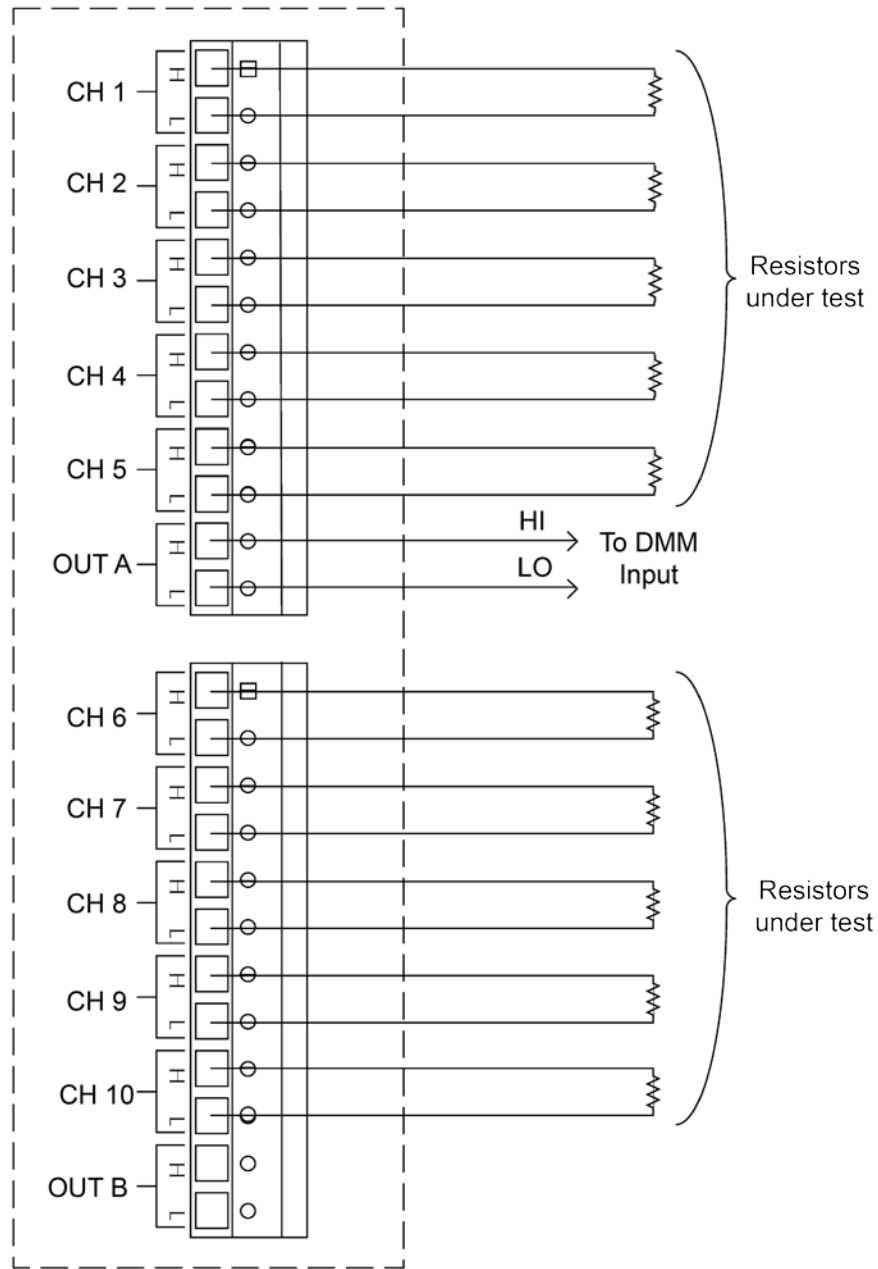 CH 1
H
L
CH 2
H
L
CH 3
H
L
CH 4
H
L
CH 5
H
L
OUT A
H
L
Resistors
under test
HI
LO
To DMM
Input
CH 6
H
L
CH 7
H
L
CH 8
H
L
CH 9
H
L
CH 10
H
L
OUT B
H
L
Resistors
under test